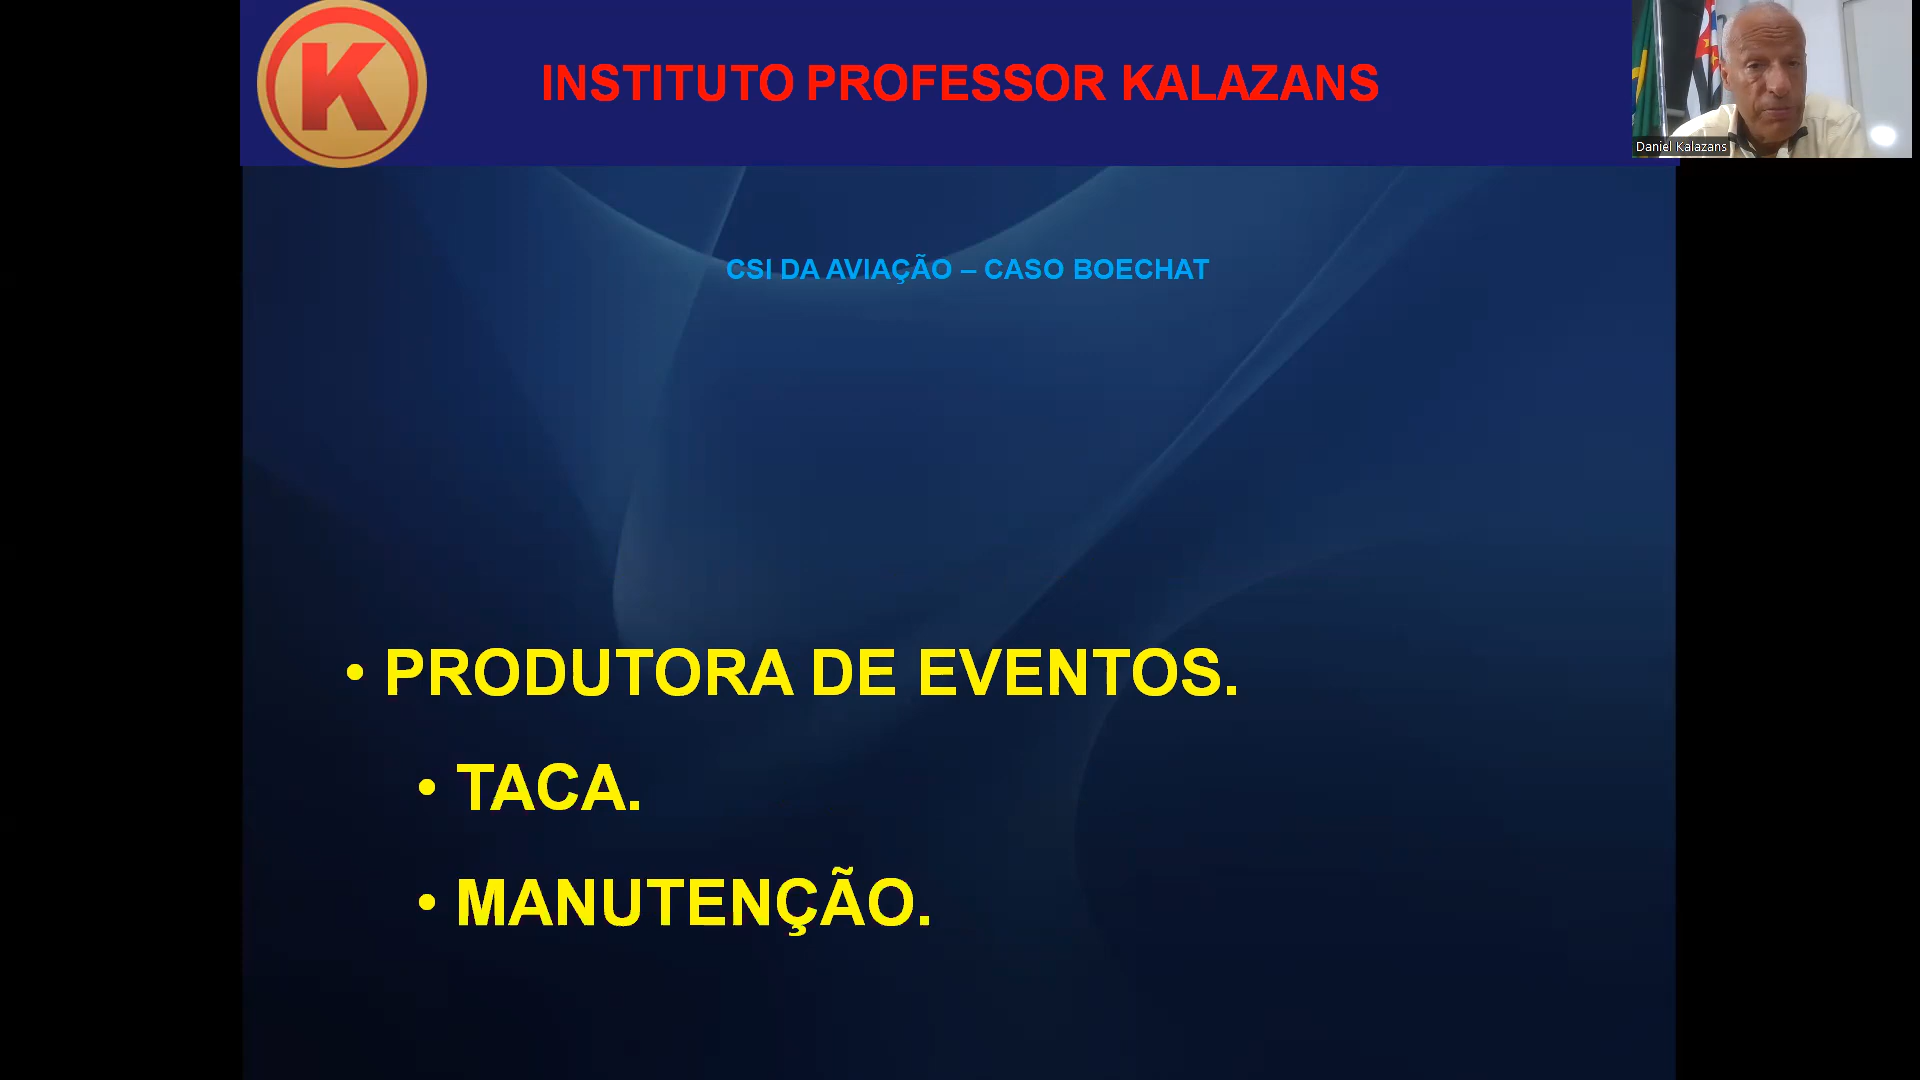 K
INSTITUTO PROFESSOR KALAZANS
Daniel Kalazans
CSI DA AVIAÇÃO – CASO BOECHAT
• PRODUTORA DE EVENTOS.
• TACA.
• MANUTENÇÃO.